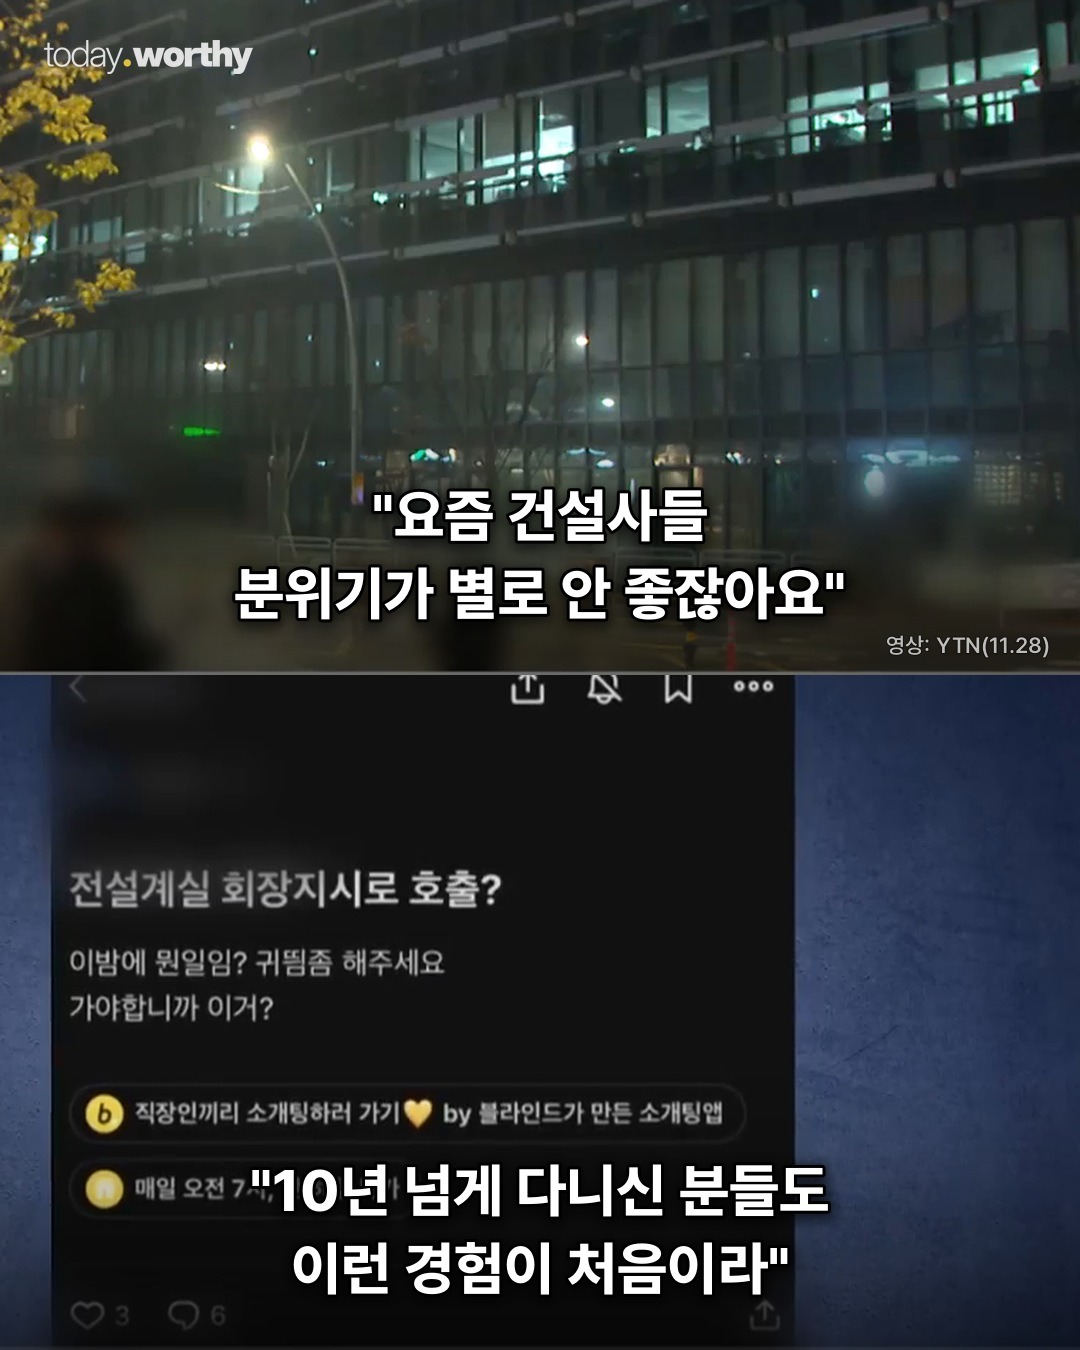 today.worthy
"요즘 건설사들
분위기가 별로 안 좋잖아요"
영상: YTN(11.28)
전설계실 회장지시로 호출?
이밤에 뭔일임? 귀띔좀 해주세요
가야합니까 이거?
b 직장인끼리 소개팅하러 가기💛 by 블라인드가 만든 소개팅앱
매일 오전 7시,
"10년 넘게 다니신 분들도
이런 경험이 처음이라"
3 6